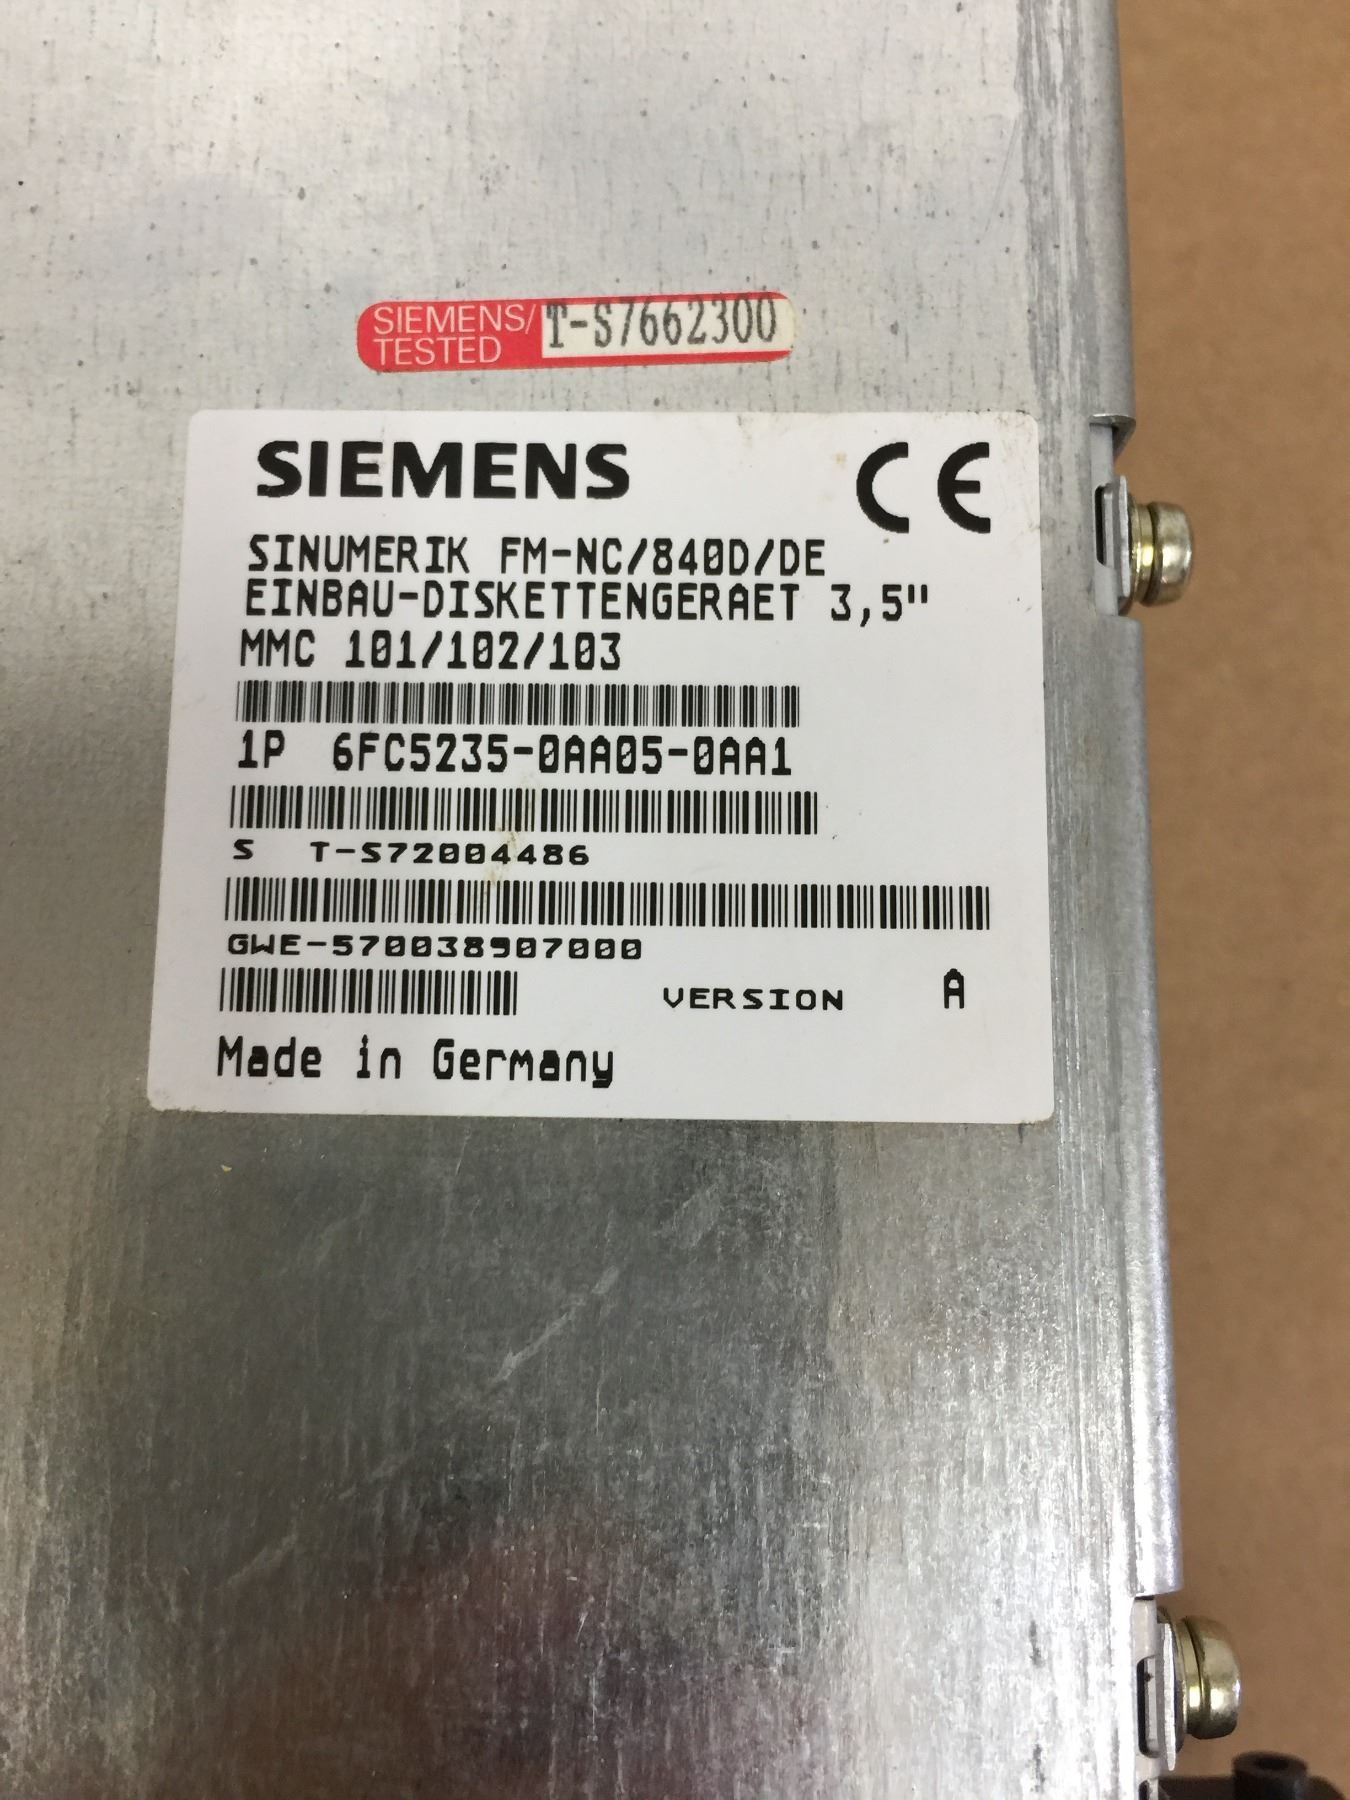 SIEMENS/
TESTED T-S7662300
SIEMENS CE
SINUMERIK FM-NC/840D/DE
EINBAU-DISKETTENGERAET 3,5"
MMC 101/102/103
1P 6FC5235-0AA05-0AA1
S T-S72004486
GWE-570038907000
VERSION A
Made in Germany